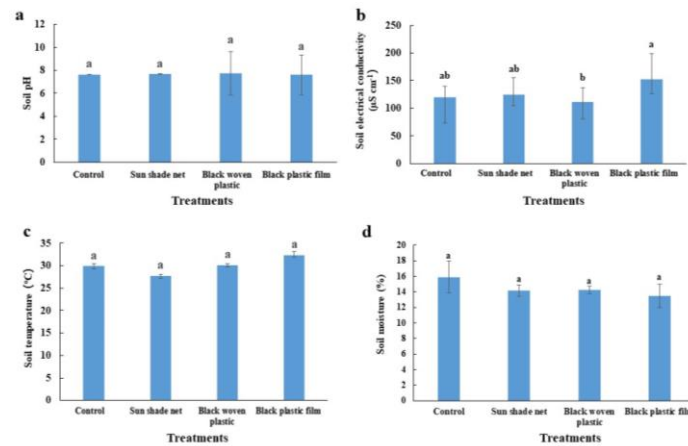 a
Soil pH
12
10
8
6
4
2
0
a
a
a
a
Control
Sun shade net
Black woven plastic
Black plastic film
Treatments
b
Soil electrical conductivity
(µS cm⁻¹)
250
200
150
100
50
0
ab
ab
b
a
Control
Sun shade net
Black woven
plastic
Black plastic film
Treatments
c
Soil temperature (°C)
35
30
25
20
15
10
5
0
a
a
a
a
Control
Sun shade net
Black woven
plastic
Black plastic film
Treatments
d
Soil moisture (%)
20
18
16
14
12
10
8
6
4
2
0
a
a
a
a
Control
Sun shade net
Black woven
plastic
Black plastic film
Treatments